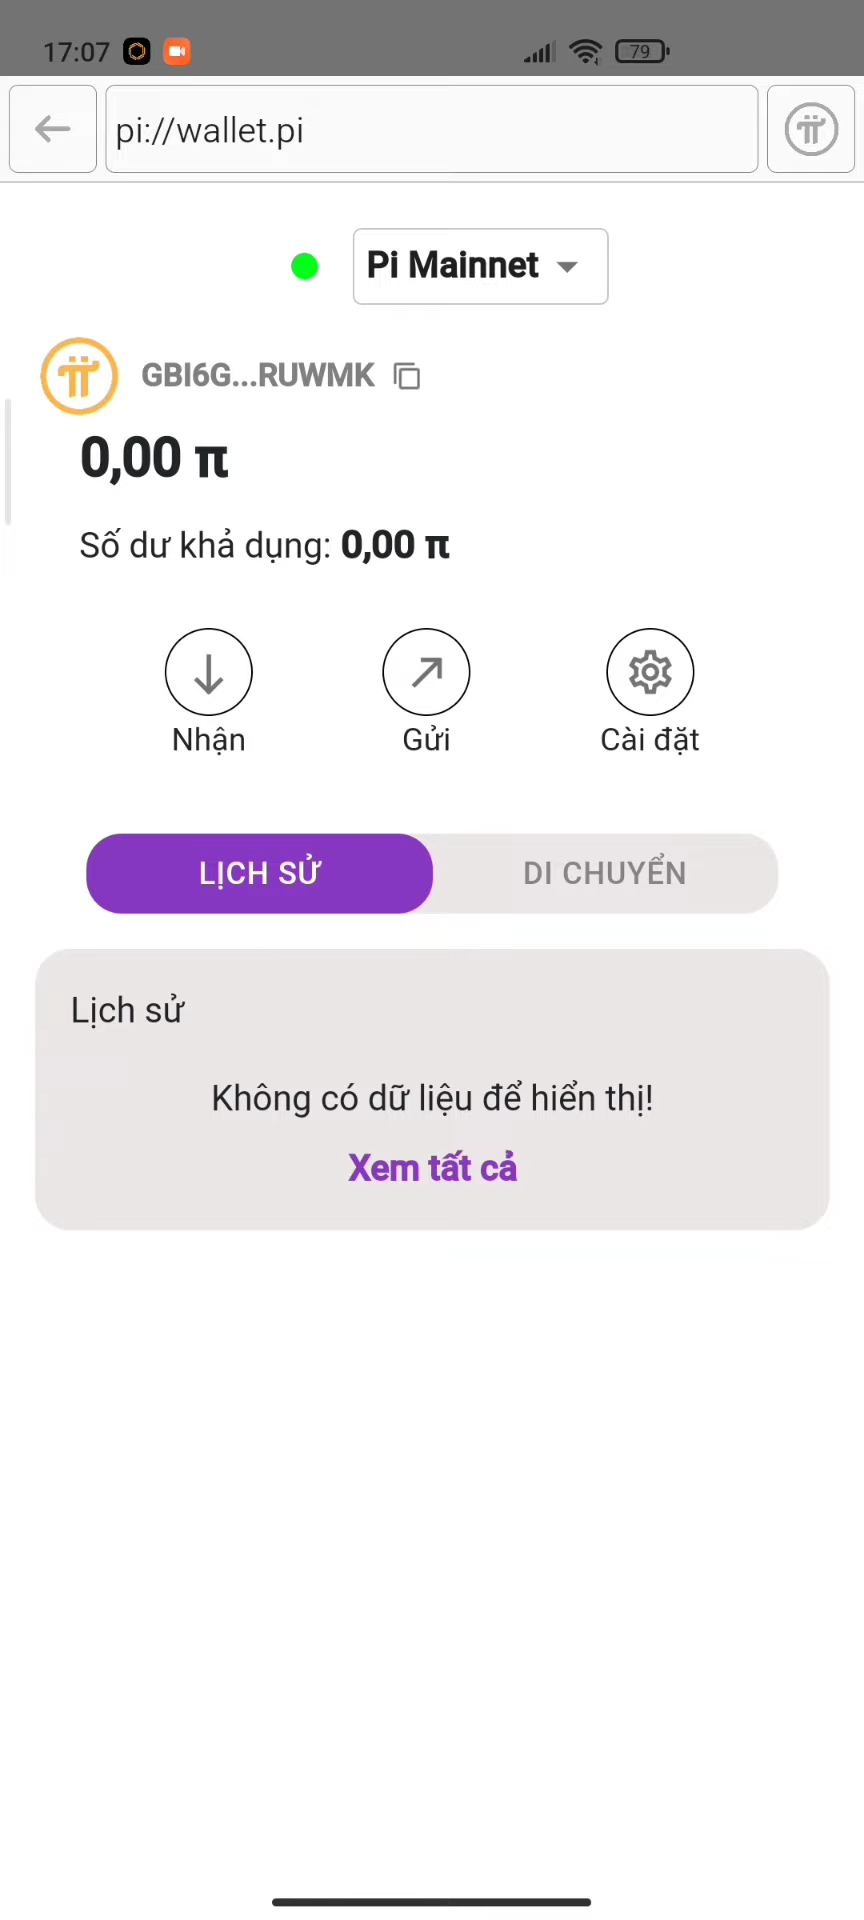 17:07
79
pi://wallet.pi
Pi Mainnet
GBI6G...RUWMK
0,00 π
Số dư khả dụng: 0,00 π
Nhận
Gửi
Cài đặt
LỊCH SỬ
DI CHUYỂN
Lịch sử
Không có dữ liệu để hiển thị!
Xem tất cả